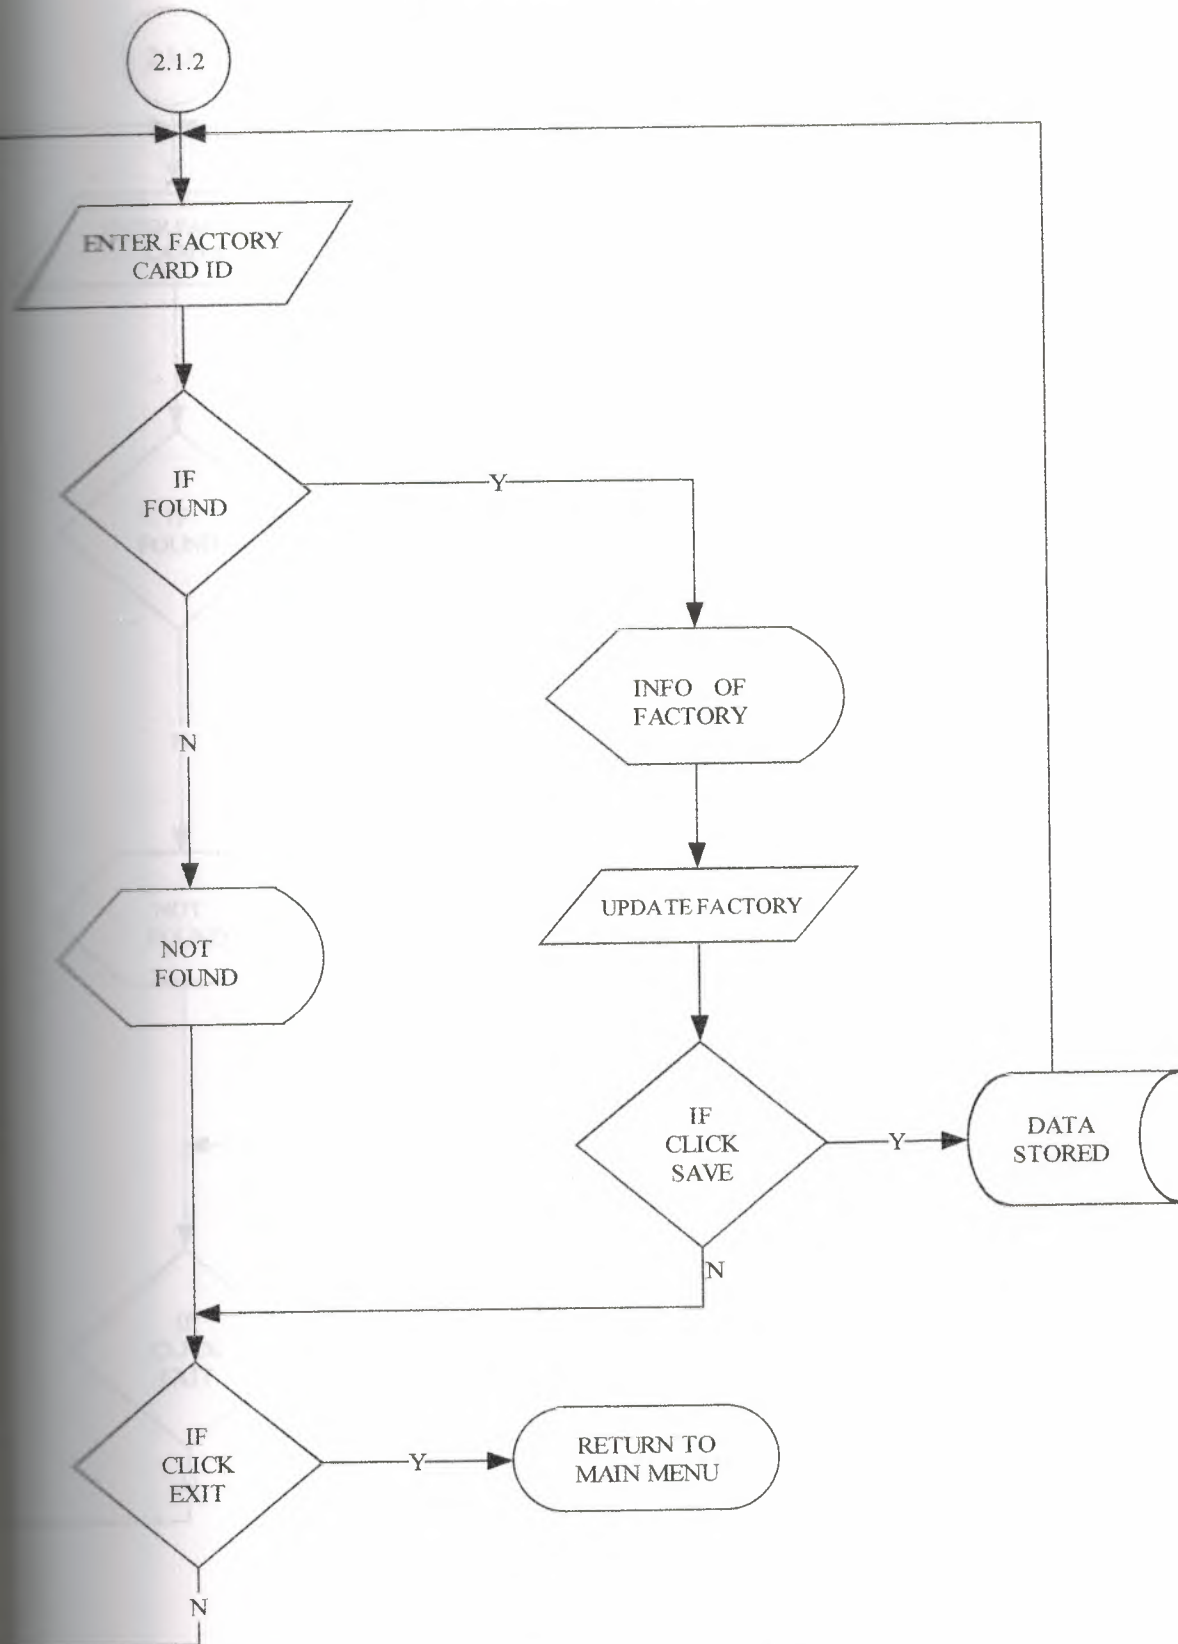 2.1.2
ENTER FACTORY
CARD ID
IF
FOUND
Y
N
INFO OF
FACTORY
UPDATE FACTORY
NOT
FOUND
IF
CLICK
SAVE
Y
DATA
STORED
N
IF
CLICK
EXIT
Y
RETURN TO
MAIN MENU
N